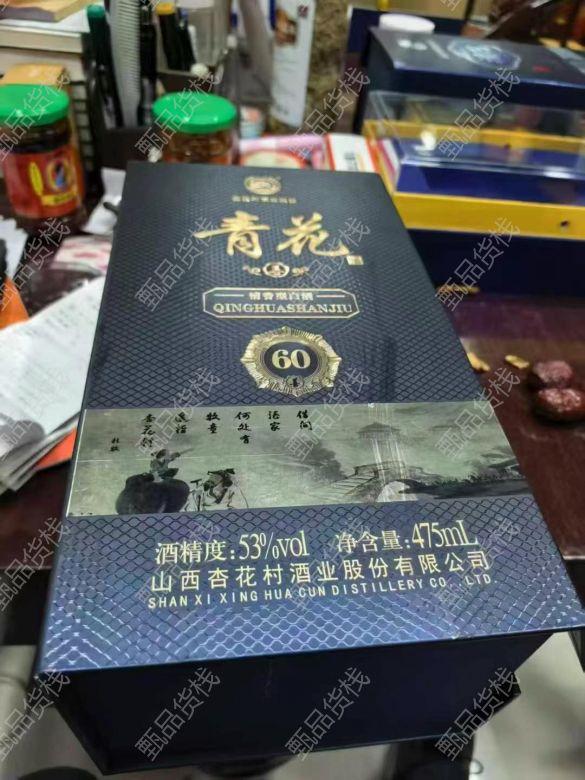 青花
清香型白酒
QINGHUASHANJIU
60
借问
酒家
何处有
牧童
遥指
杏花村
杜牧
酒精度:53%vol 净含量:475mL
山西杏花村酒业股份有限公司
SHAN XI XING HUA CUN DISTILLERY CO., LTD.
甄品货栈